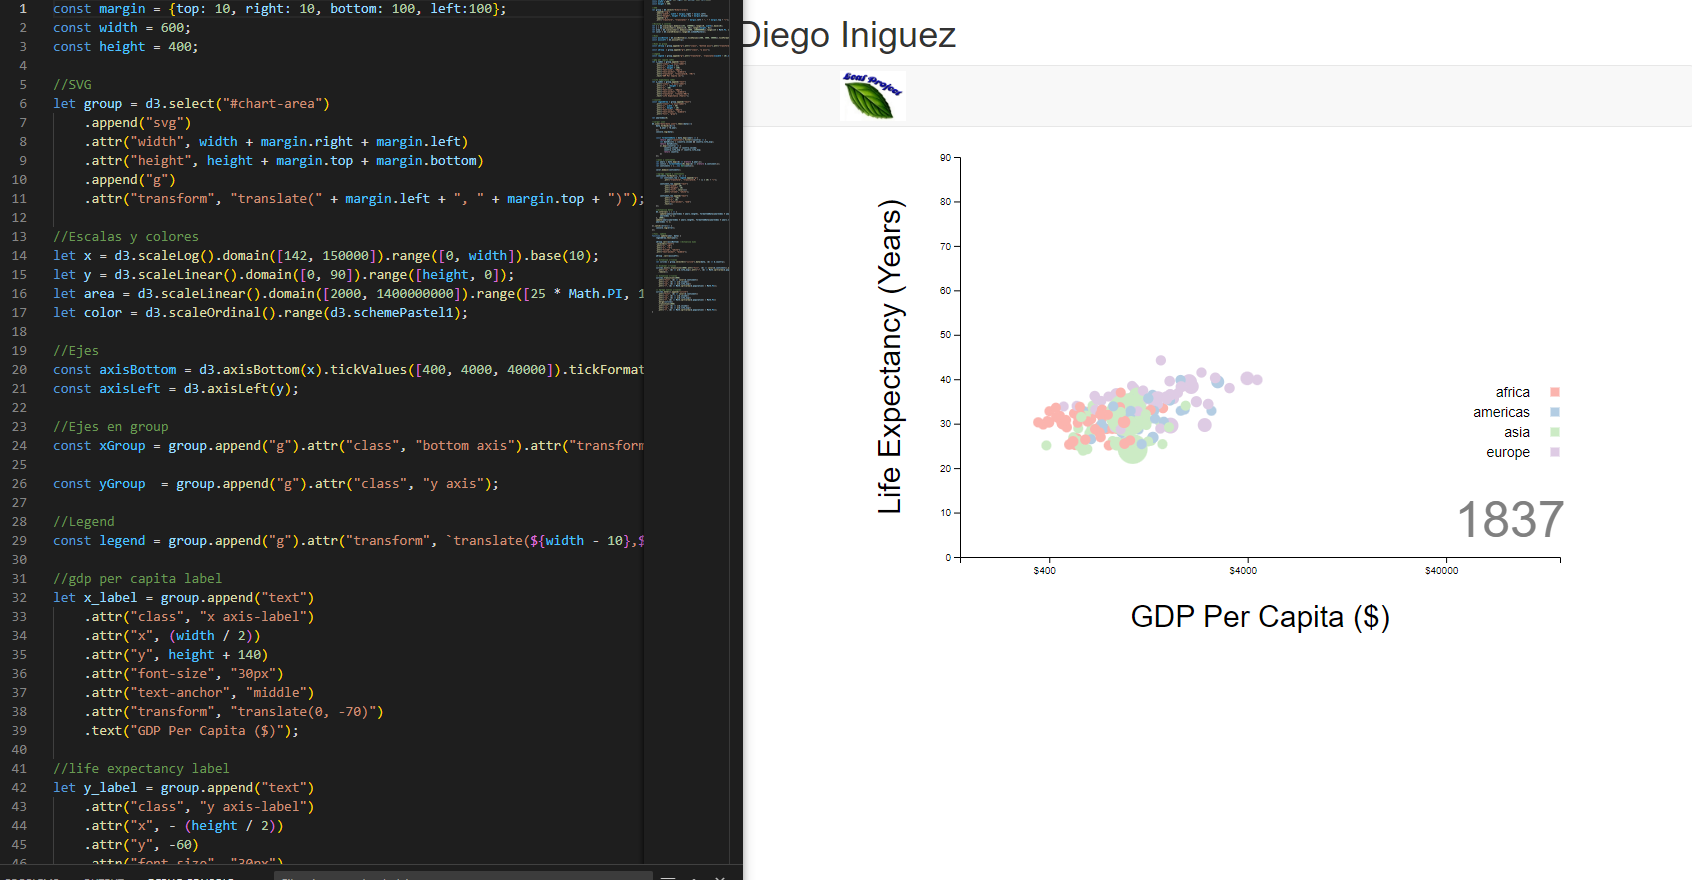 1 const margin = {top: 10, right: 10, bottom: 100, left:100};
2 const width = 600;
3 const height = 400;
4
5 //SVG
6 let group = d3.select("#chart-area")
7 .append("svg")
8 .attr("width", width + margin.right + margin.left)
9 .attr("height", height + margin.top + margin.bottom)
10 .append("g")
11 .attr("transform", "translate(" + margin.left + ", " + margin.top + ")");
12
13 //Escalas y colores
14 let x = d3.scaleLog().domain([142, 150000]).range([0, width]).base(10);
15 let y = d3.scaleLinear().domain([0, 90]).range([height, 0]);
16 let area = d3.scaleLinear().domain([2000, 1400000000]).range([25 * Math.PI, 1
17 let color = d3.scaleOrdinal().range(d3.schemePastel1);
18
19 //Ejes
20 const axisBottom = d3.axisBottom(x).tickValues([400, 4000, 40000]).tickFormat
21 const axisLeft = d3.axisLeft(y);
22
23 //Ejes en group
24 const xGroup = group.append("g").attr("class", "bottom axis").attr("transform
25
26 const yGroup  = group.append("g").attr("class", "y axis");
27
28 //Legend
29 const legend = group.append("g").attr("transform", `translate(${width - 10},$
30
31 //gdp per capita label
32 let x_label = group.append("text")
33 .attr("class", "x axis-label")
34 .attr("x", (width / 2))
35 .attr("y", height + 140)
36 .attr("font-size", "30px")
37 .attr("text-anchor", "middle")
38 .attr("transform", "translate(0, -70)")
39 .text("GDP Per Capita ($)");
40
41 //life expectancy label
42 let y_label = group.append("text")
43 .attr("class", "y axis-label")
44 .attr("x", - (height / 2))
45 .attr("y", -60)
46 .attr("font-size", "30px")
Diego Iniguez
Leaf Project
90
80
70
60
50
40
30
20
10
0
Life Expectancy (Years)
africa
americas
asia
europe
1837
$400 $4000 $40000
GDP Per Capita ($)